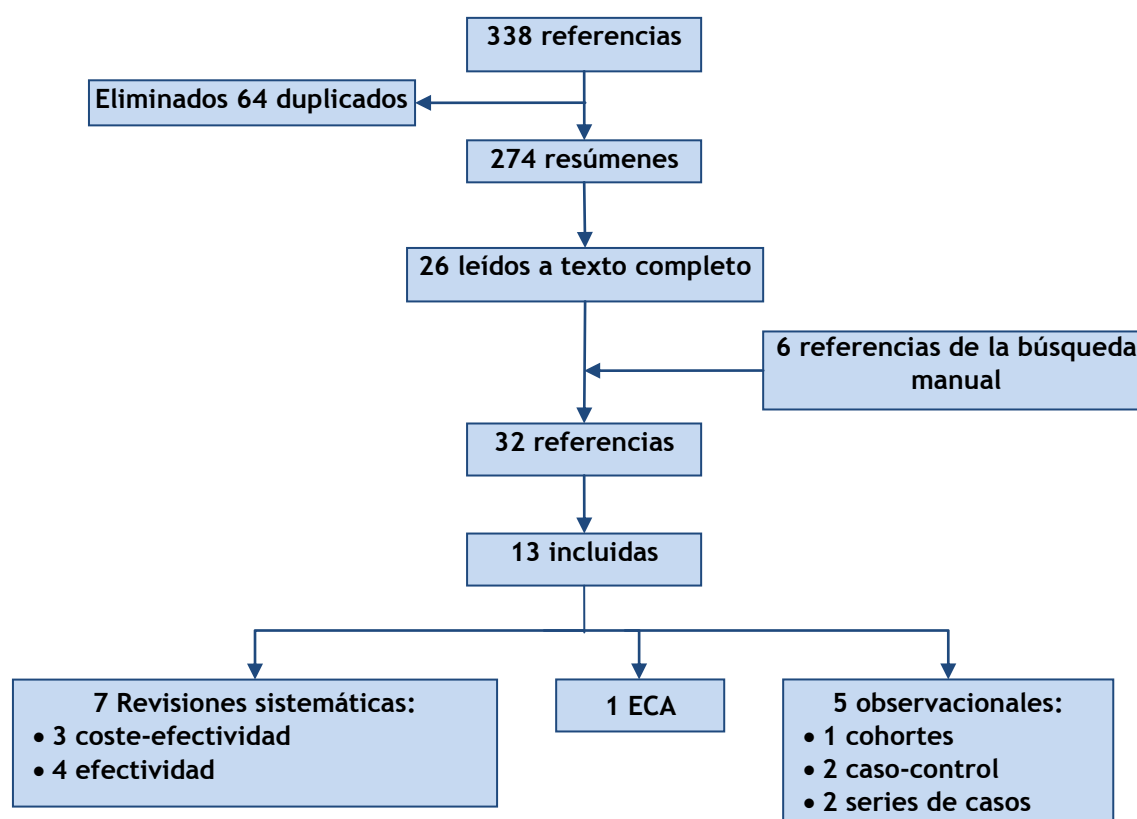 338 referencias
Eliminados 64 duplicados
274 resúmenes
26 leídos a texto completo
6 referencias de la búsqueda
manual
32 referencias
13 incluidas
7 Revisiones sistemáticas:
• 3 coste-efectividad
• 4 efectividad
1 ECA
5 observacionales:
• 1 cohortes
• 2 caso-control
• 2 series de casos